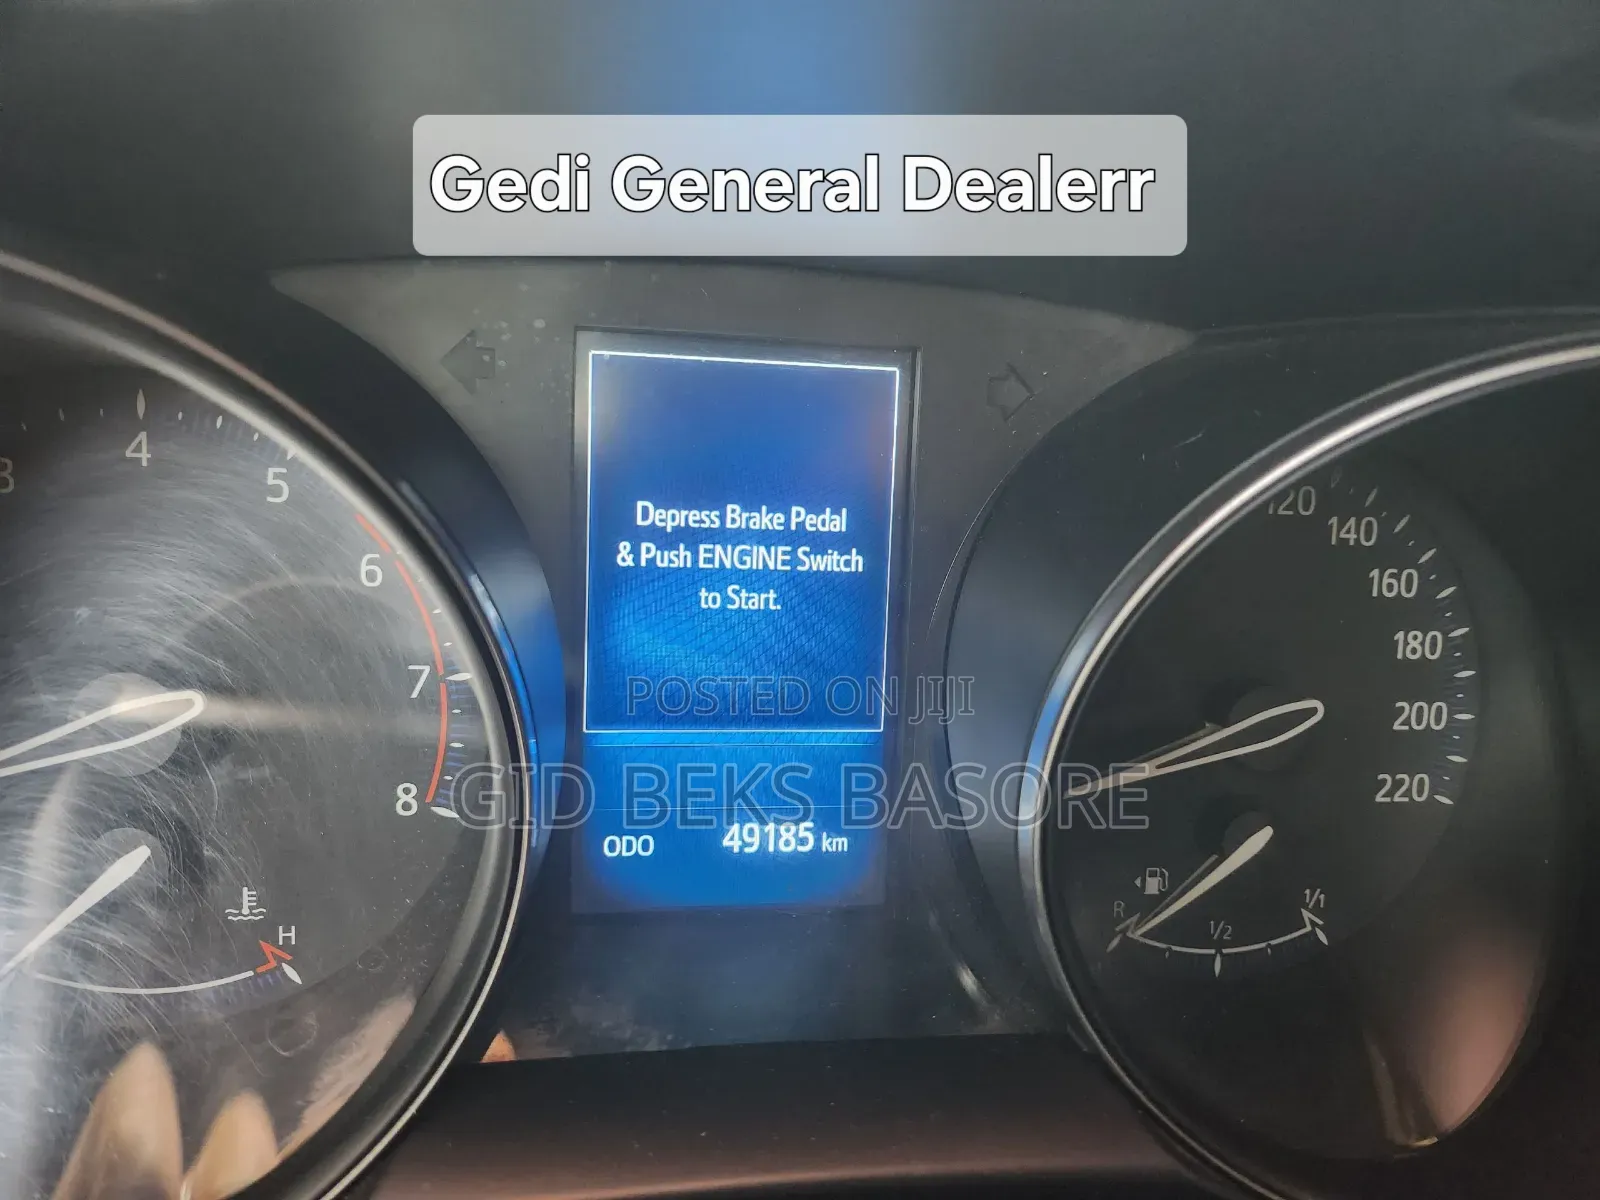 Gedi General Dealerr
4
5
6
7
8
H
Depress Brake Pedal
& Push ENGINE Switch
to Start.
POSTED ON JIJI
GID BEKS BASORE
ODO 49185 km
120
140
160
180
200
220
R
1/2
1/1